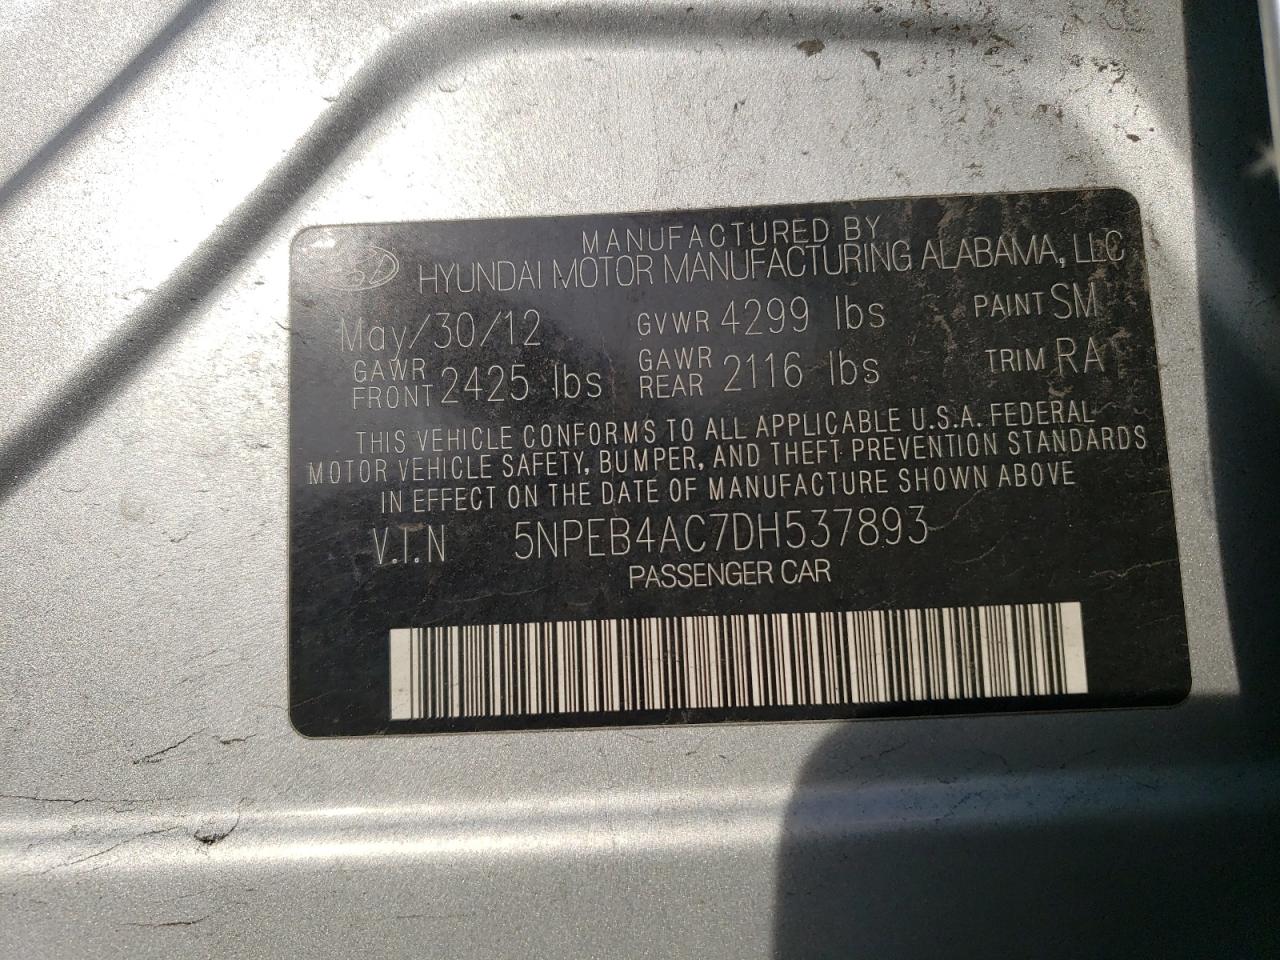 MANUFACTURED BY
HYUNDAI MOTOR MANUFACTURING ALABAMA, LLC
May/30/12 GVWR 4299 lbs PAINT SM
GAWR FRONT 2425 lbs GAWR REAR 2116 lbs TRIM RA
THIS VEHICLE CONFORMS TO ALL APPLICABLE U.S.A. FEDERAL
MOTOR VEHICLE SAFETY, BUMPER, AND THEFT PREVENTION STANDARDS
IN EFFECT ON THE DATE OF MANUFACTURE SHOWN ABOVE
V.I.N 5NPEB4AC7DH537893
PASSENGER CAR